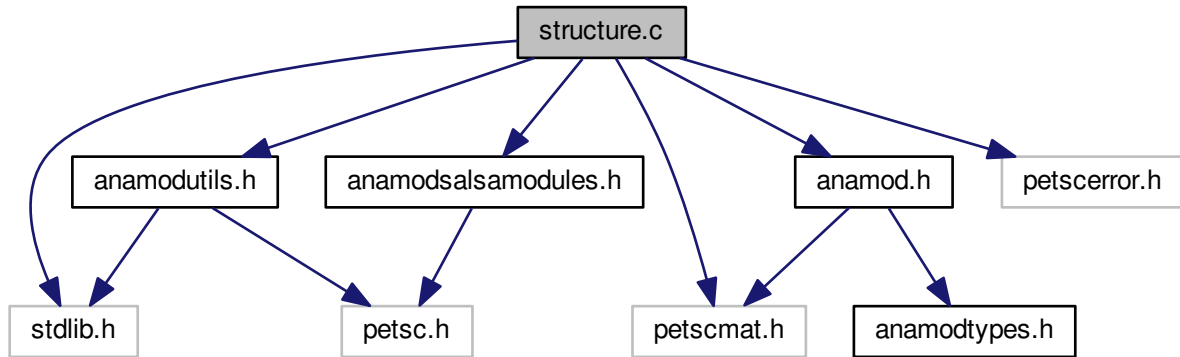 structure.c
anamodutils.h
anamodsalsamodules.h
anamod.h
petscerror.h
stdlib.h
petsc.h
petscmat.h
anamodtypes.h